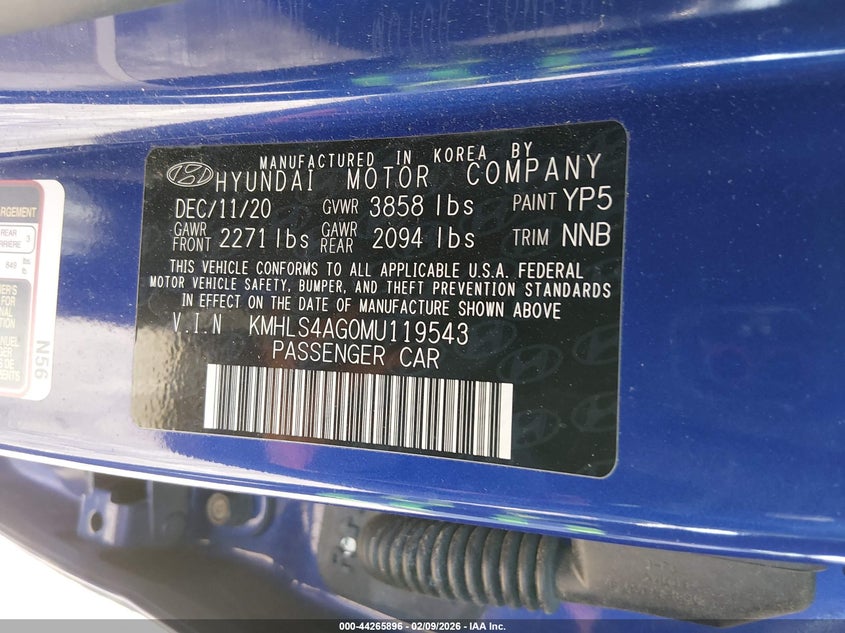 MANUFACTURED IN KOREA BY
HYUNDAI MOTOR COMPANY
DEC/11/20 GVWR 3858 lbs PAINT YP5
GAWR FRONT 2271 lbs GAWR REAR 2094 lbs TRIM NNB
THIS VEHICLE CONFORMS TO ALL APPLICABLE U.S.A. FEDERAL
MOTOR VEHICLE SAFETY, BUMPER, AND THEFT PREVENTION STANDARDS
IN EFFECT ON THE DATE OF MANUFACTURE SHOWN ABOVE
V.I.N KMHLS4AG0MU119543
PASSENGER CAR
REAR 3
849
N56
000-44265896 - 02/09/2026 - IAA Inc.